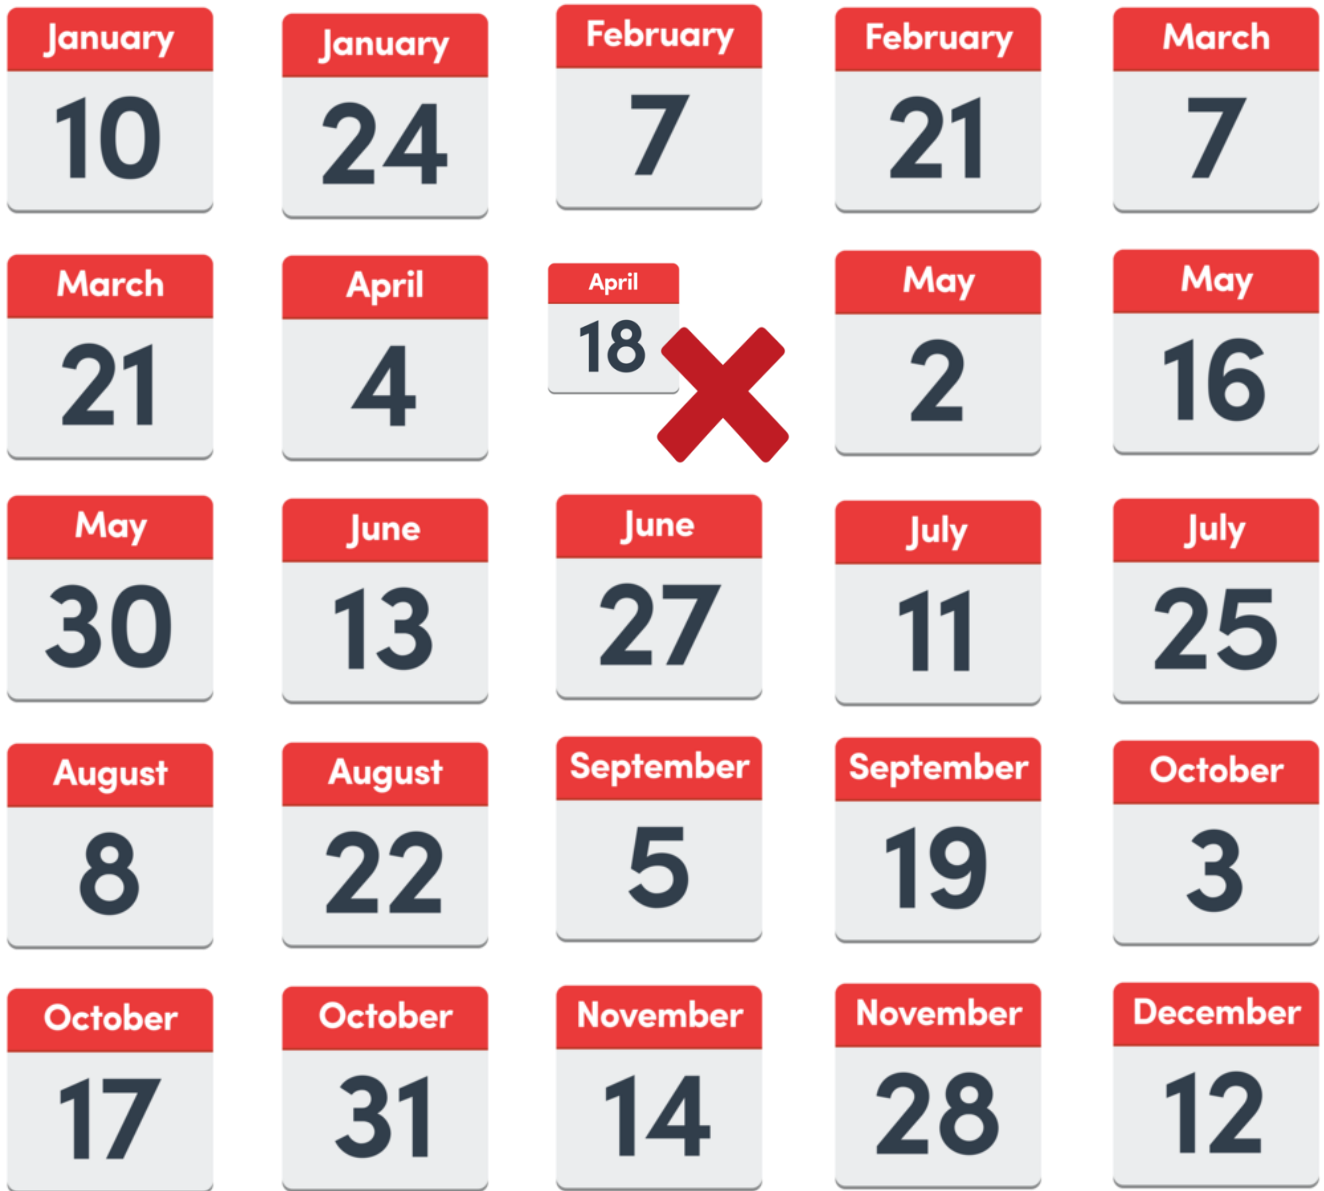 January
10
January
24
February
7
February
21
March
7
March
21
April
4
April
18
May
2
May
16
May
30
June
13
June
27
July
11
July
25
August
8
August
22
September
5
September
19
October
3
October
17
October
31
November
14
November
28
December
12